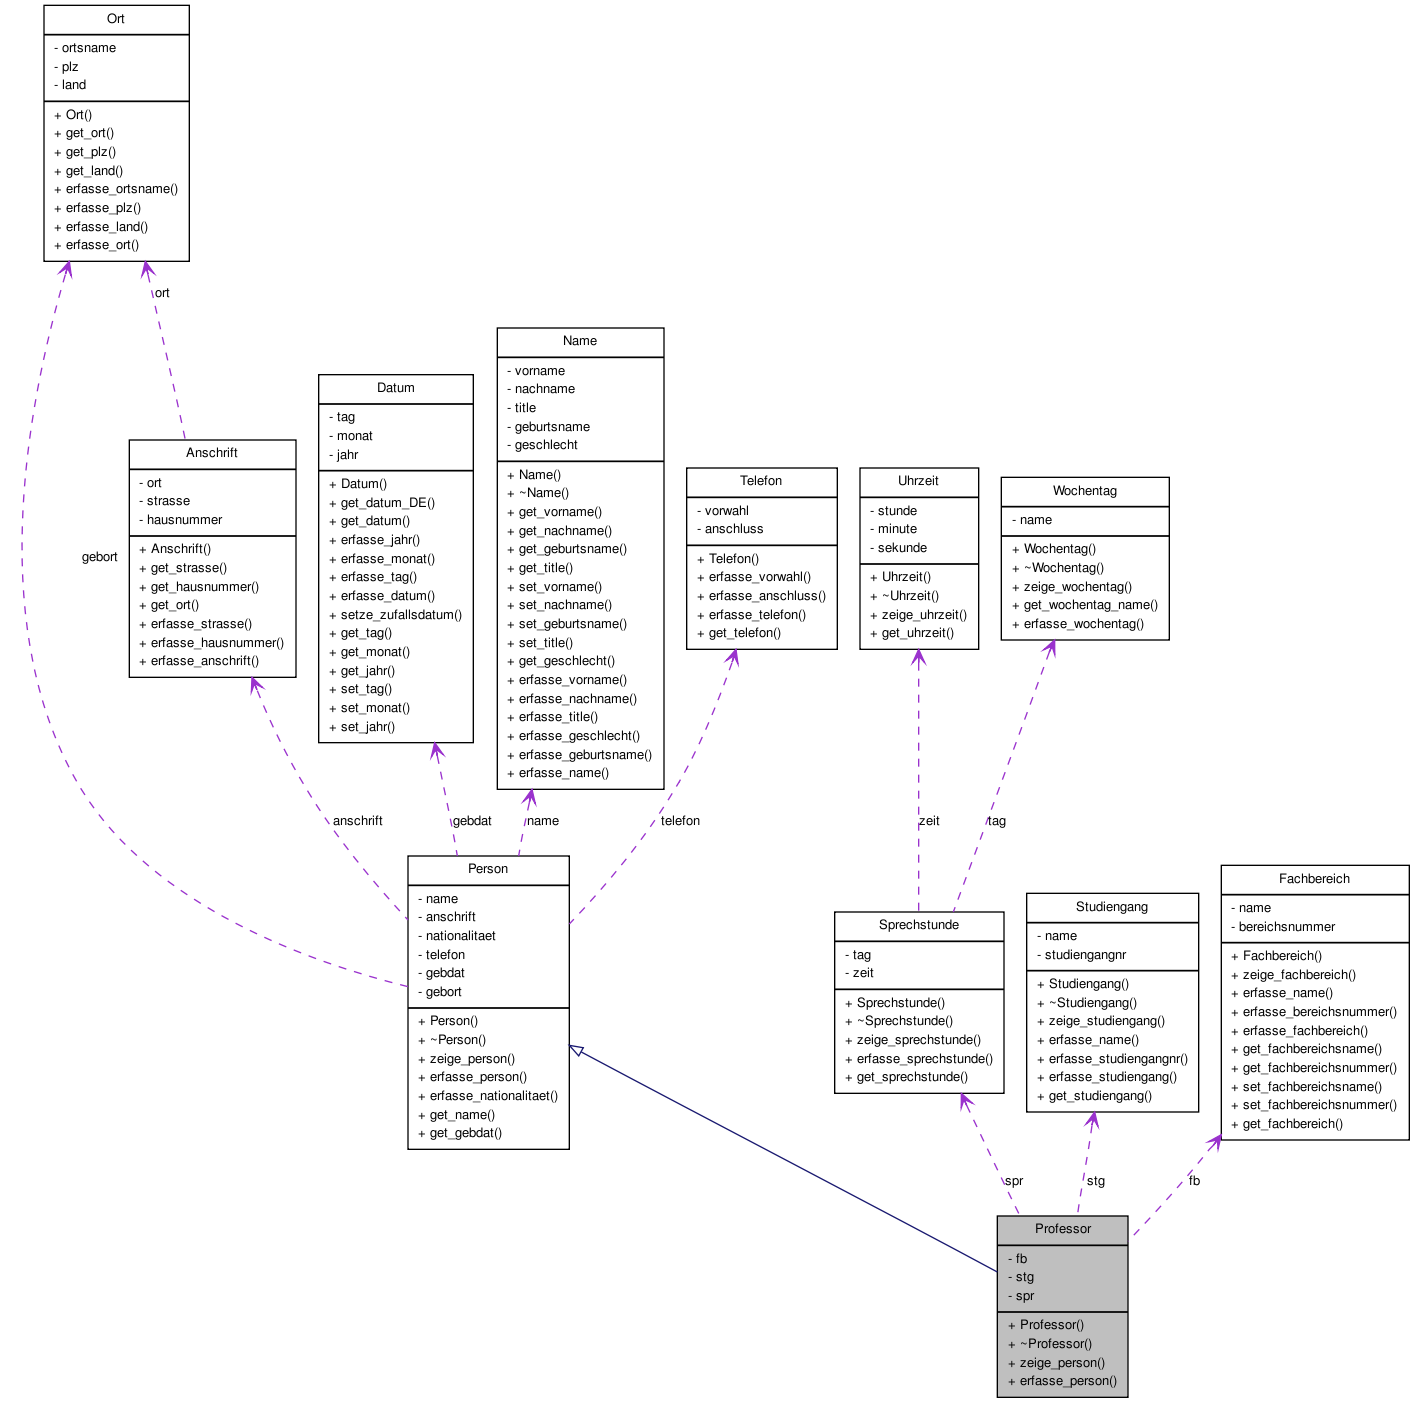 Ort
- ortsname
- plz
- land
+ Ort()
+ get_ort()
+ get_plz()
+ get_land()
+ erfasse_ortsname()
+ erfasse_plz()
+ erfasse_land()
+ erfasse_ort()
ort
gebort
Anschrift
- ort
- strasse
- hausnummer
+ Anschrift()
+ get_strasse()
+ get_hausnummer()
+ get_ort()
+ erfasse_strasse()
+ erfasse_hausnummer()
+ erfasse_anschrift()
Datum
- tag
- monat
- jahr
+ Datum()
+ get_datum_DE()
+ get_datum()
+ erfasse_jahr()
+ erfasse_monat()
+ erfasse_tag()
+ erfasse_datum()
+ setze_zufallsdatum()
+ get_tag()
+ get_monat()
+ get_jahr()
+ set_tag()
+ set_monat()
+ set_jahr()
Name
- vorname
- nachname
- title
- geburtsname
- geschlecht
+ Name()
+ ~Name()
+ get_vorname()
+ get_nachname()
+ get_geburtsname()
+ get_title()
+ set_vorname()
+ set_nachname()
+ set_geburtsname()
+ set_title()
+ get_geschlecht()
+ erfasse_vorname()
+ erfasse_nachname()
+ erfasse_title()
+ erfasse_geschlecht()
+ erfasse_geburtsname()
+ erfasse_name()
Telefon
- vorwahl
- anschluss
+ Telefon()
+ erfasse_vorwahl()
+ erfasse_anschluss()
+ erfasse_telefon()
+ get_telefon()
Uhrzeit
- stunde
- minute
- sekunde
+ Uhrzeit()
+ ~Uhrzeit()
+ zeige_uhrzeit()
+ get_uhrzeit()
Wochentag
- name
+ Wochentag()
+ ~Wochentag()
+ zeige_wochentag()
+ get_wochentag_name()
+ erfasse_wochentag()
anschrift
gebdat
name
telefon
zeit
tag
Person
- name
- anschrift
- nationalitaet
- telefon
- gebdat
- gebort
+ Person()
+ ~Person()
+ zeige_person()
+ erfasse_person()
+ erfasse_nationalitaet()
+ get_name()
+ get_gebdat()
Sprechstunde
- tag
- zeit
+ Sprechstunde()
+ ~Sprechstunde()
+ zeige_sprechstunde()
+ erfasse_sprechstunde()
+ get_sprechstunde()
Studiengang
- name
- studiengangnr
+ Studiengang()
+ ~Studiengang()
+ zeige_studiengang()
+ erfasse_name()
+ erfasse_studiengangnr()
+ erfasse_studiengang()
+ get_studiengang()
Fachbereich
- name
- bereichsnummer
+ Fachbereich()
+ zeige_fachbereich()
+ erfasse_name()
+ erfasse_bereichsnummer()
+ erfasse_fachbereich()
+ get_fachbereichsname()
+ get_fachbereichsnummer()
+ set_fachbereichsname()
+ set_fachbereichsnummer()
+ get_fachbereich()
spr
stg
fb
Professor
- fb
- stg
- spr
+ Professor()
+ ~Professor()
+ zeige_person()
+ erfasse_person()